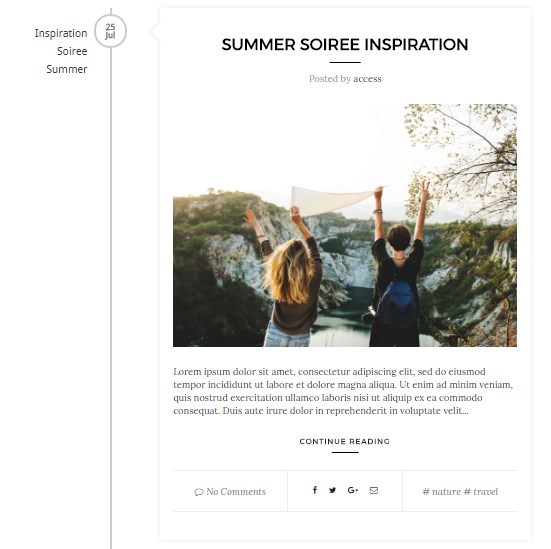 Inspiration
Soiree
Summer
25
Jul
SUMMER SOIREE INSPIRATION
Posted by access
Lorem ipsum dolor sit amet, consectetur adipiscing elit, sed do eiusmod
tempor incididunt ut labore et dolore magna aliqua. Ut enim ad minim veniam,
quis nostrud exercitation ullamco laboris nisi ut aliquip ex ea commodo
consequat. Duis aute irure dolor in reprehenderit in voluptate velit...
CONTINUE READING
No Comments
G+
# nature # travel